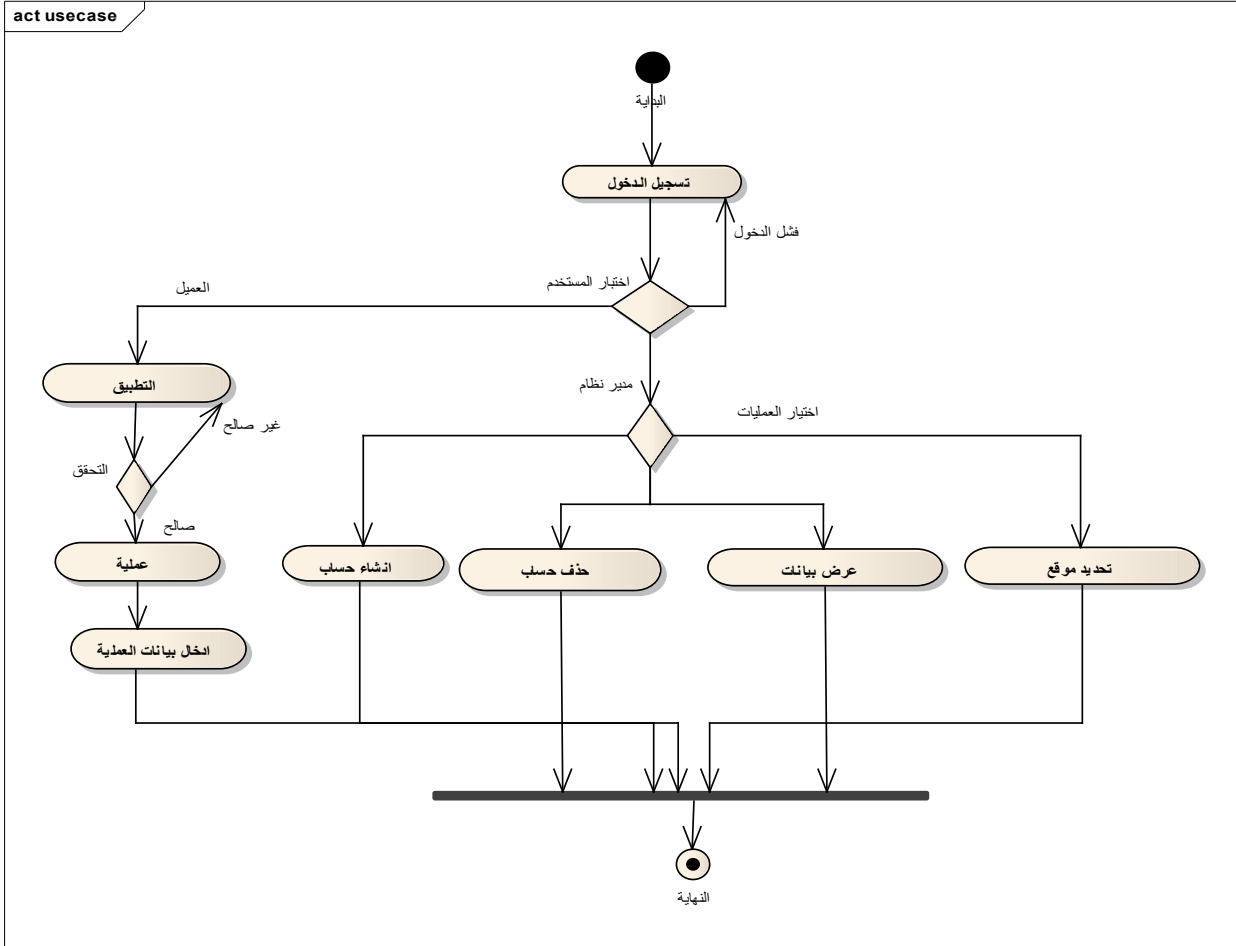 act usecase
البداية
تسجيل الدخول
فشل الدخول
اختبار المستخدم
العميل
مدير نظام
التطبيق
اختيار العمليات
غير صالح
التحقق
صالح
عملية
انشاء حساب
حذف حساب
عرض بيانات
تحديد موقع
ادخال بيانات العملية
النهاية